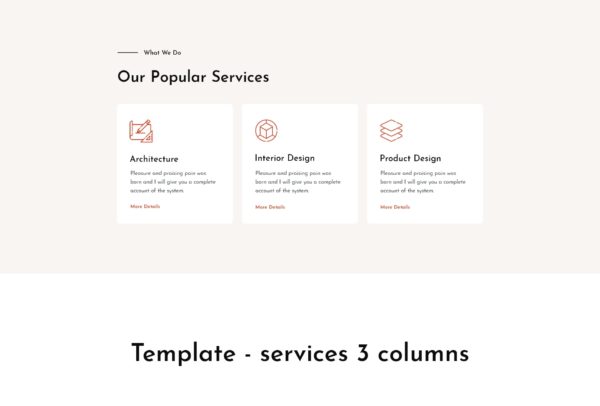 What We Do
Our Popular Services
Architecture
Pleasure and praising pain was
born and I will give you a complete
account of the system.
More Details
Interior Design
Pleasure and praising pain was
born and I will give you a complete
account of the system.
More Details
Product Design
Pleasure and praising pain was
born and I will give you a complete
account of the system.
More Details
Template - services 3 columns